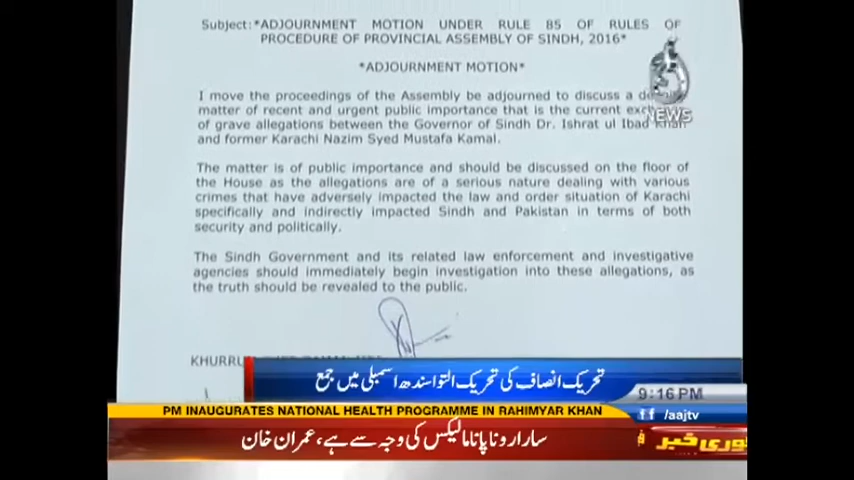 Subject:*ADJOURNMENT MOTION UNDER RULE 85 OF RULES OF
PROCEDURE OF PROVINCIAL ASSEMBLY OF SINDH, 2016*
*ADJOURNMENT MOTION*
I move the proceedings of the Assembly be adjourned to discuss a
matter of recent and urgent public importance that is the current
of grave allegations between the Governor of Sindh Dr. Ishrat ul Ibad Khan
and former Karachi Nazim Syed Mustafa Kamal.
The matter is of public importance and should be discussed on the floor of
the House as the allegations are of a serious nature dealing with various
crimes that have adversely impacted the law and order situation of Karachi
specifically and indirectly impacted Sindh and Pakistan in terms of both
security and politically.
The Sindh Government and its related law enforcement and investigative
agencies should immediately begin investigation into these allegations, as
the truth should be revealed to the public.
NEWS
تحریک انصاف کی تحریک التوا سندھ اسمبلی میں جمع
9:16 PM
PM INAUGURATES NATIONAL HEALTH PROGRAMME IN RAHIMYAR KHAN
/aajtv
سارا رونا پاناما لیکس کی وجہ سے ہے، عمران خان
خبر